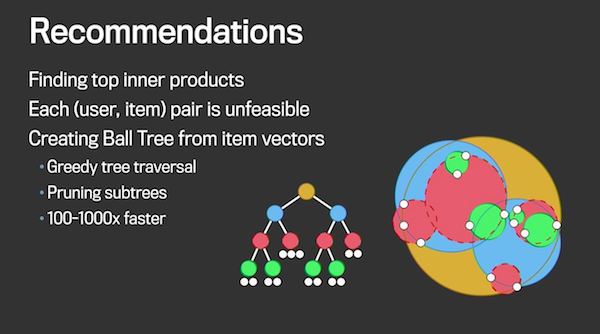 Recommendations
Finding top inner products
Each (user, item) pair is unfeasible
Creating Ball Tree from item vectors
• Greedy tree traversal
• Pruning subtrees
• 100-1000x faster